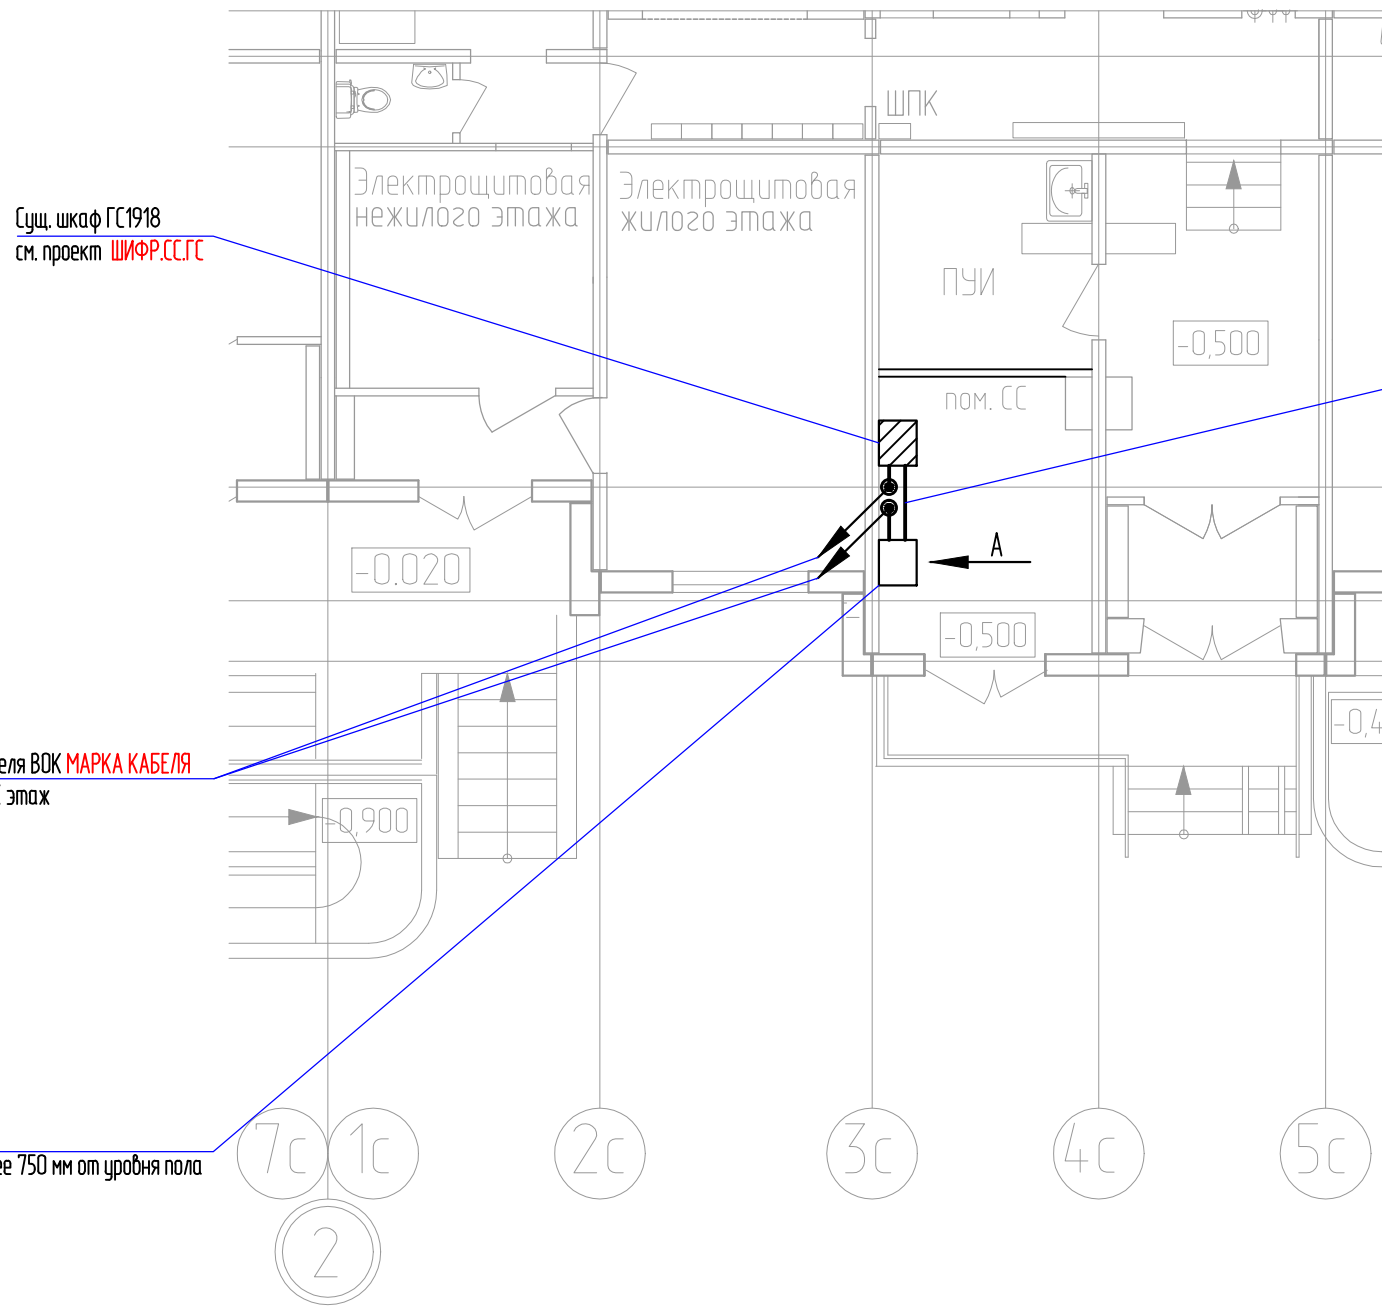 ШПК
Электрощитовая
нежилого этажа
Электрощитовая
жилого этажа
Сущ. шкаф ГС1918
см. проект ШИФР.СС.ГС
ПУИ
-0,500
пом. СС
А
-0.020
-0,500
-0,4
ВОК МАРКА КАБЕЛЯ
этаж
-0,900
750 мм от уровня пола
7с
1с
2с
3с
4с
5с
2